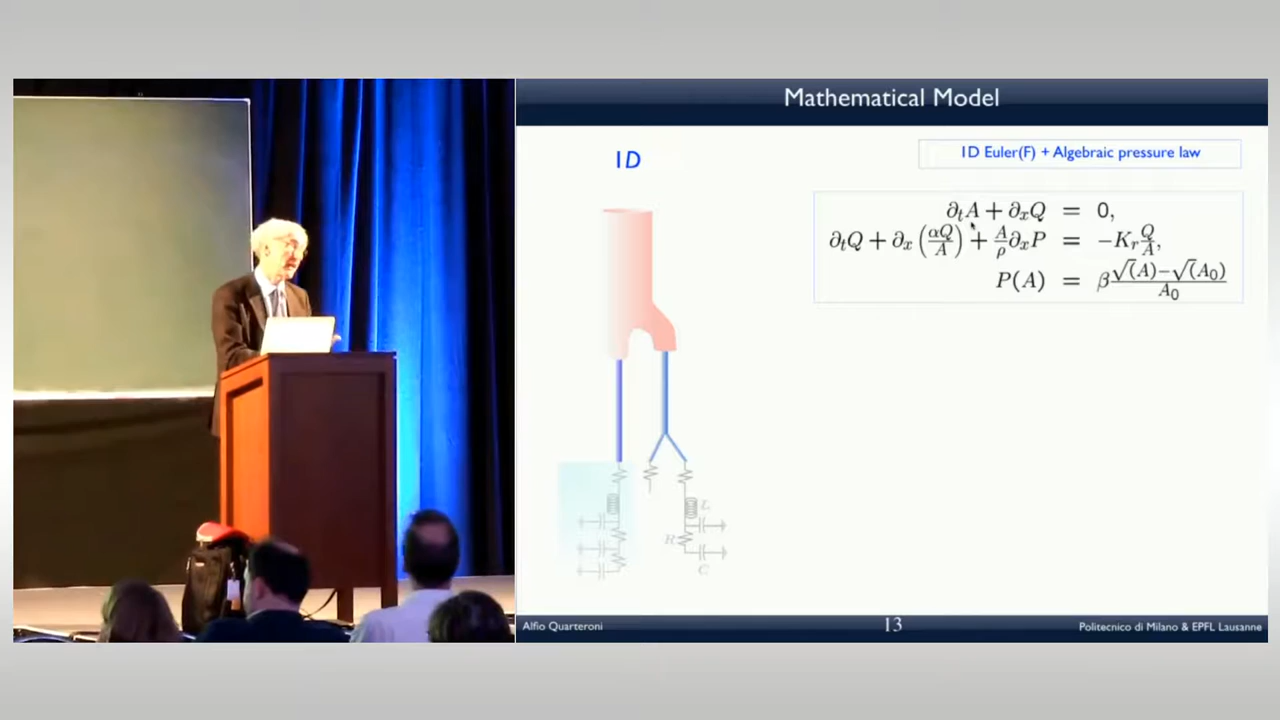 Mathematical Model
1D
1D Euler(F) + Algebraic pressure law
∂ₜA + ∂ₓQ = 0,
∂ₜQ + ∂ₓ(αQ/A) + A/ρ ∂ₓP = −Kᵣ Q/A,
P(A) = β (√(A)−√(A₀))/A₀
L
R
C
Alfio Quarteroni
13
Politecnico di Milano & EPFL Lausanne